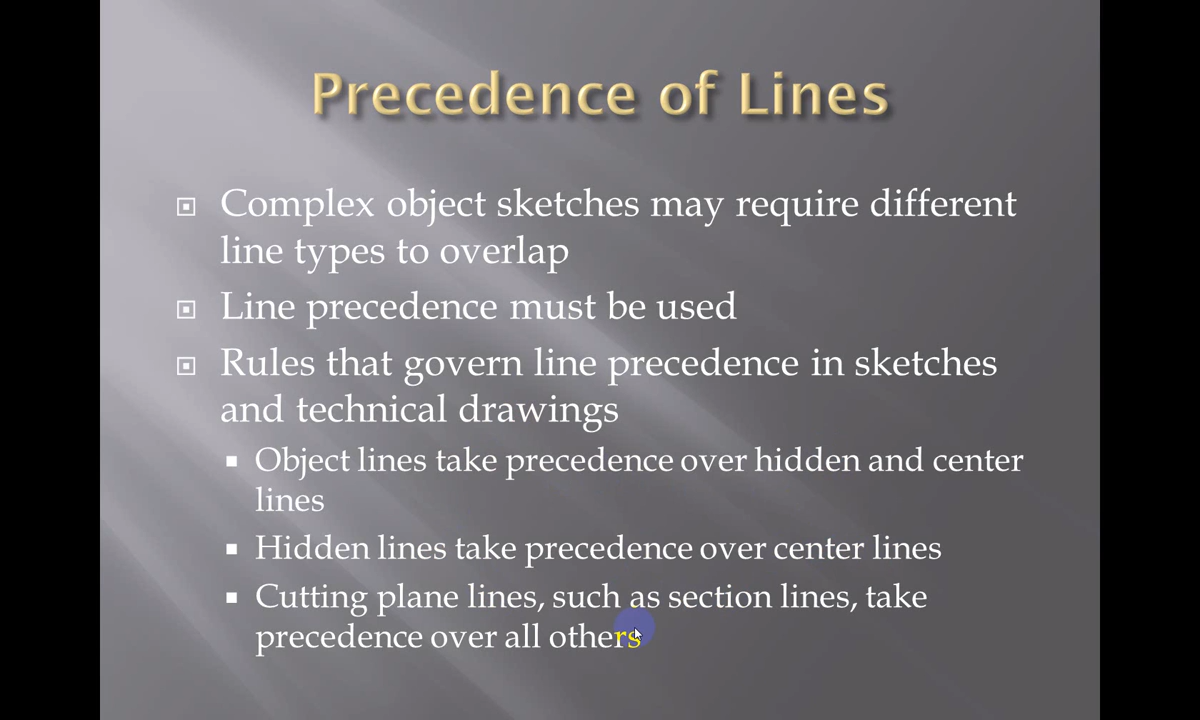 Precedence of Lines
Complex object sketches may require different
line types to overlap
Line precedence must be used
Rules that govern line precedence in sketches
and technical drawings
Object lines take precedence over hidden and center
lines
Hidden lines take precedence over center lines
Cutting plane lines, such as section lines, take
precedence over all others